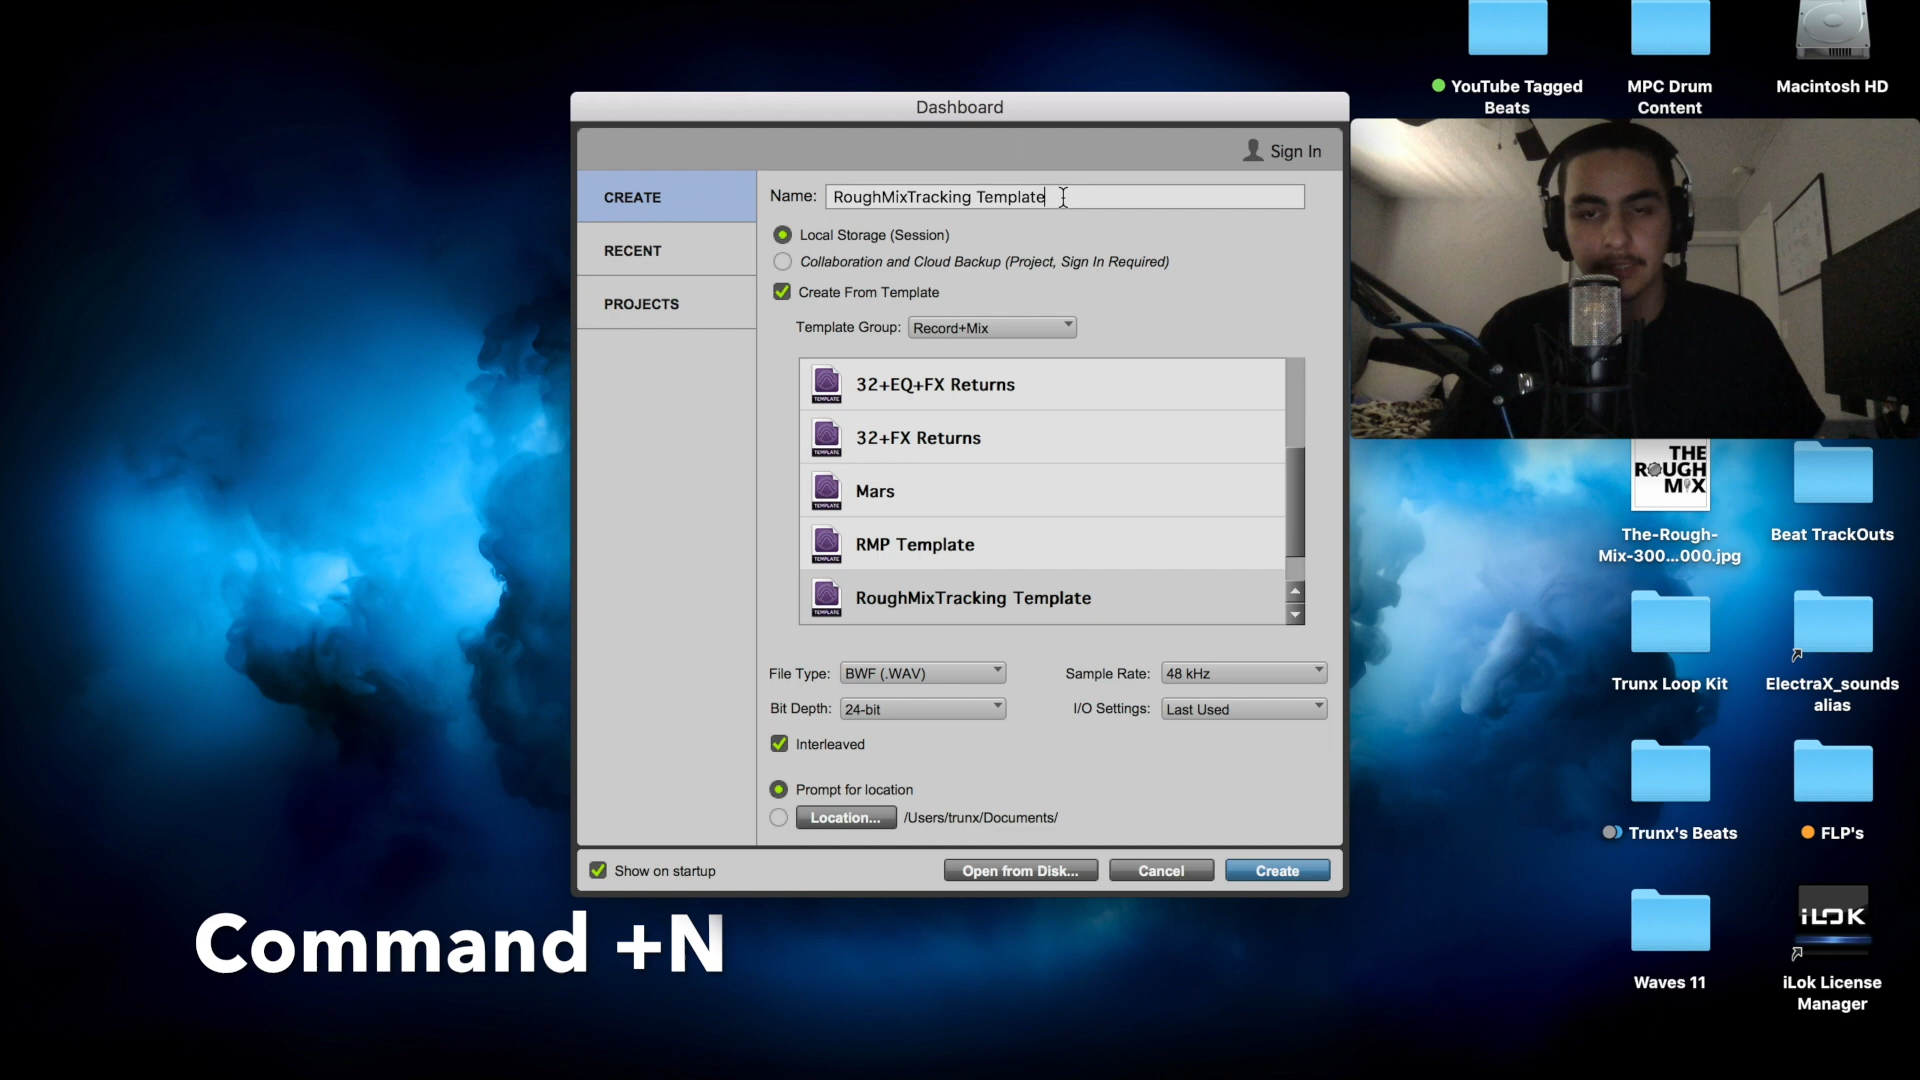 YouTube Tagged
Beats
MPC Drum
Content
Macintosh HD
Dashboard
Sign In
CREATE
RECENT
PROJECTS
Name: RoughMixTracking Template
Local Storage (Session)
Collaboration and Cloud Backup (Project, Sign In Required)
Create From Template
Template Group: Record+Mix
TEMPLATE 32+EQ+FX Returns
TEMPLATE 32+FX Returns
TEMPLATE Mars
TEMPLATE RMP Template
TEMPLATE RoughMixTracking Template
File Type: BWF (.WAV)
Sample Rate: 48 kHz
Bit Depth: 24-bit
I/O Settings: Last Used
Interleaved
Prompt for location
Location... /Users/trunx/Documents/
Show on startup
Open from Disk...
Cancel
Create
THE
ROUGH
MIX
The-Rough-
Mix-300...000.jpg
Beat TrackOuts
Trunx Loop Kit
ElectraX_sounds
alias
Trunx's Beats
FLP's
Waves 11
iLOK
iLok License
Manager
Command +N